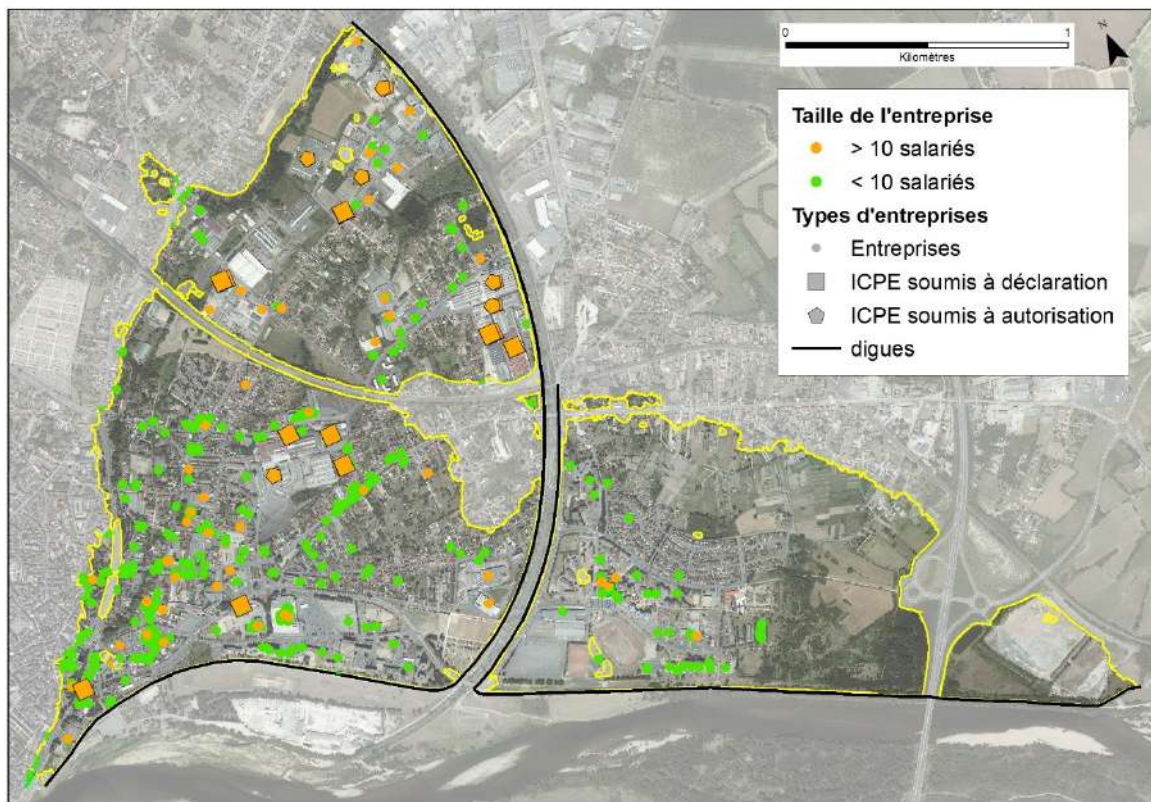 0 1
Kilomètres
N
Taille de l'entreprise
> 10 salariés
< 10 salariés
Types d'entreprises
Entreprises
ICPE soumis à déclaration
ICPE soumis à autorisation
digues